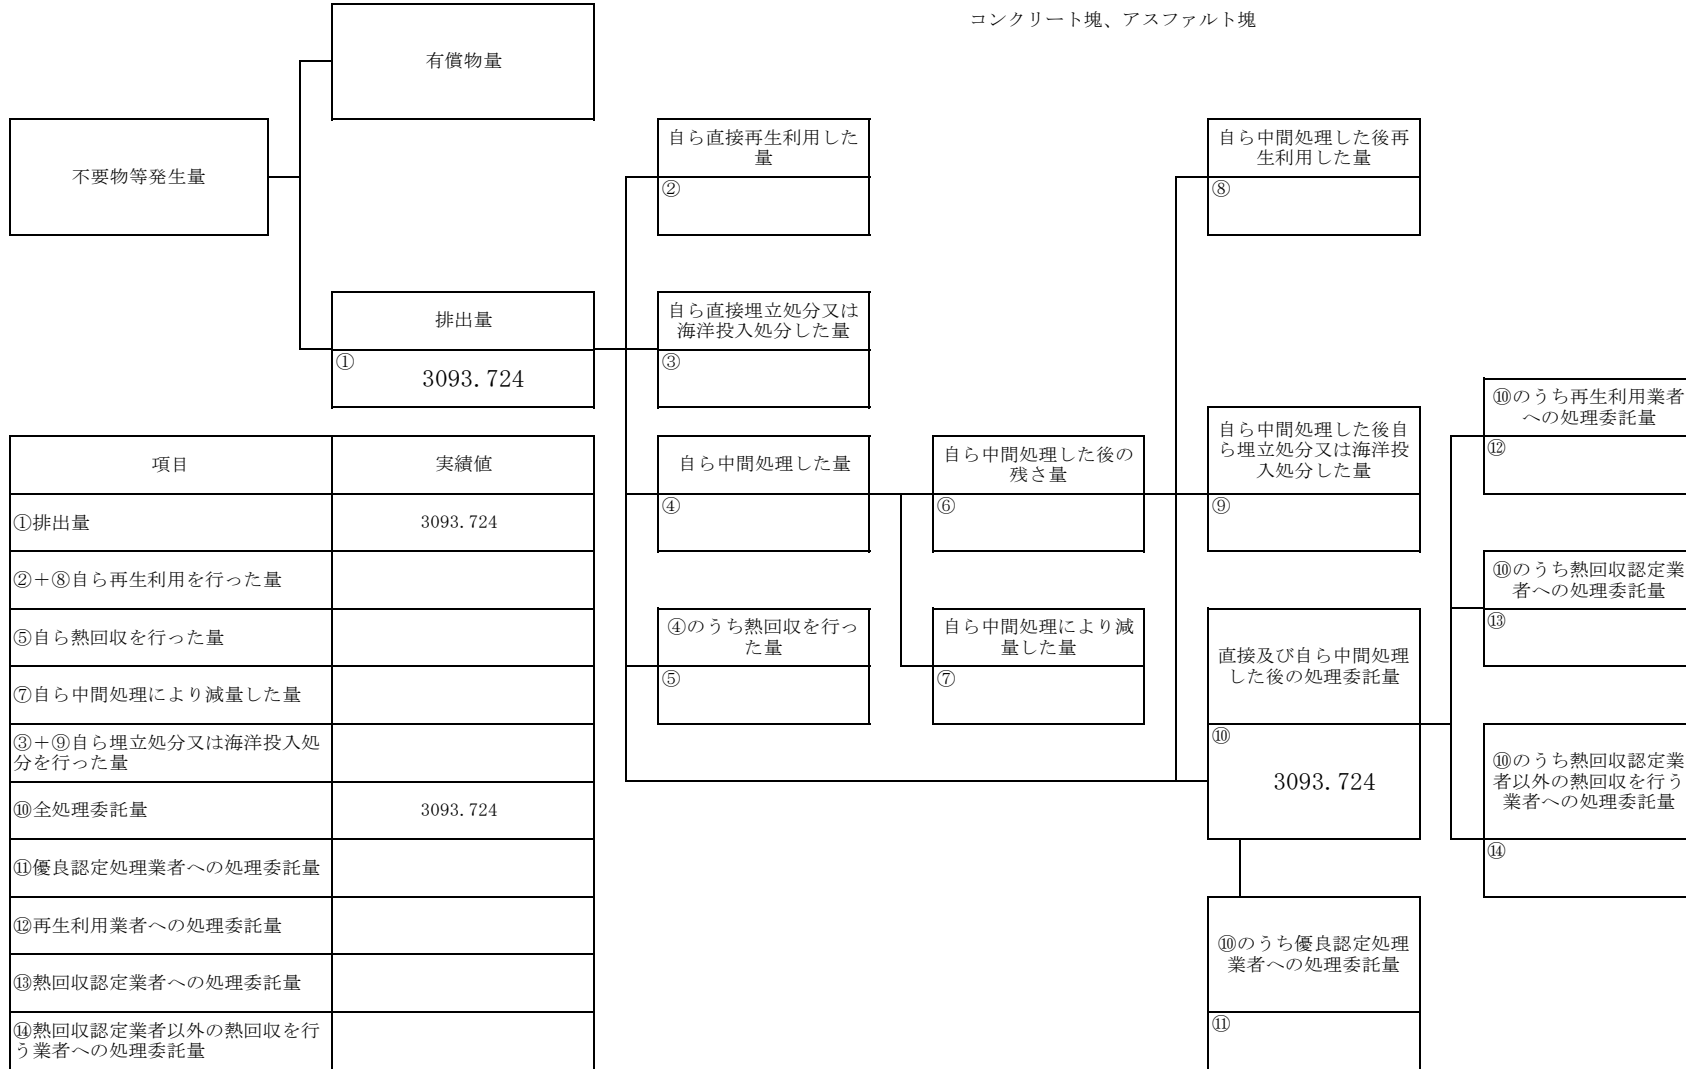 コンクリート塊、アスファルト塊
有償物量
不要物等発生量
自ら直接再生利用した
量
②
自ら中間処理した後再
生利用した量
⑧
排出量
①
3093.724
自ら直接埋立処分又は
海洋投入処分した量
③
自ら中間処理した量
④
自ら中間処理した後の
残さ量
⑥
自ら中間処理した後自
ら埋立処分又は海洋投
入処分した量
⑨
⑩のうち再生利用業者
への処理委託量
⑫
④のうち熱回収を行っ
た量
⑤
自ら中間処理により減
量した量
⑦
直接及び自ら中間処理
した後の処理委託量
⑩
3093.724
⑩のうち熱回収認定業
者への処理委託量
⑬
⑩のうち熱回収認定業
者以外の熱回収を行う
業者への処理委託量
⑭
⑩のうち優良認定処理
業者への処理委託量
⑪
項目 実績値
①排出量 3093.724
②＋⑧自ら再生利用を行った量
⑤自ら熱回収を行った量
⑦自ら中間処理により減量した量
③＋⑨自ら埋立処分又は海洋投入処
分を行った量
⑩全処理委託量 3093.724
⑪優良認定処理業者への処理委託量
⑫再生利用業者への処理委託量
⑬熱回収認定業者への処理委託量
⑭熱回収認定業者以外の熱回収を行
う業者への処理委託量